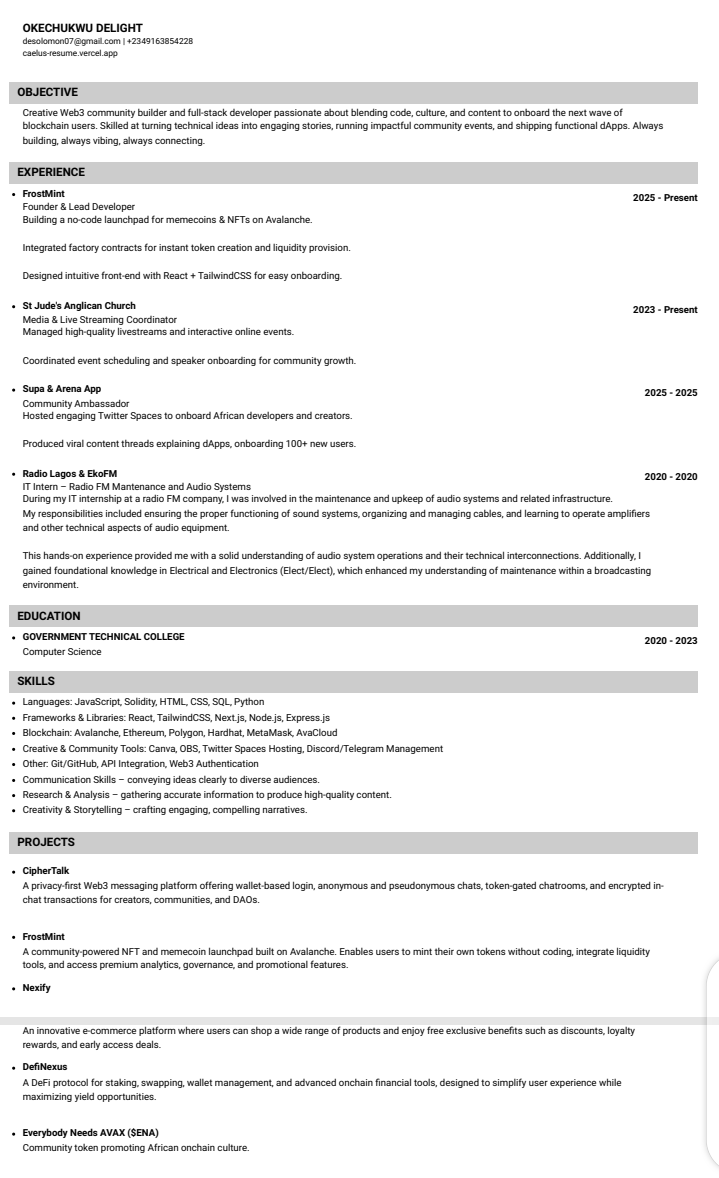 OKECHUKWU DELIGHT
desolomon07@gmail.com | +2349163854228
caelus-resume.vercel.app
OBJECTIVE
Creative Web3 community builder and full-stack developer passionate about blending code, culture, and content to onboard the next wave of
blockchain users. Skilled at turning technical ideas into engaging stories, running impactful community events, and shipping functional dApps. Always
building, always vibing, always connecting.
EXPERIENCE
• FrostMint 2025 - Present
Founder & Lead Developer
Building a no-code launchpad for memecoins & NFTs on Avalanche.
Integrated factory contracts for instant token creation and liquidity provision.
Designed intuitive front-end with React + TailwindCSS for easy onboarding.
• St Jude's Anglican Church 2023 - Present
Media & Live Streaming Coordinator
Managed high-quality livestreams and interactive online events.
Coordinated event scheduling and speaker onboarding for community growth.
• Supa & Arena App 2025 - 2025
Community Ambassador
Hosted engaging Twitter Spaces to onboard African developers and creators.
Produced viral content threads explaining dApps, onboarding 100+ new users.
• Radio Lagos & EkoFM 2020 - 2020
IT Intern – Radio FM Mantenance and Audio Systems
During my IT internship at a radio FM company, I was involved in the maintenance and upkeep of audio systems and related infrastructure.
My responsibilities included ensuring the proper functioning of sound systems, organizing and managing cables, and learning to operate amplifiers
and other technical aspects of audio equipment.
This hands-on experience provided me with a solid understanding of audio system operations and their technical interconnections. Additionally, I
gained foundational knowledge in Electrical and Electronics (Elect/Elect), which enhanced my understanding of maintenance within a broadcasting
environment.
EDUCATION
• GOVERNMENT TECHNICAL COLLEGE 2020 - 2023
Computer Science
SKILLS
• Languages: JavaScript, Solidity, HTML, CSS, SQL, Python
• Frameworks & Libraries: React, TailwindCSS, Next.js, Node.js, Express.js
• Blockchain: Avalanche, Ethereum, Polygon, Hardhat, MetaMask, AvaCloud
• Creative & Community Tools: Canva, OBS, Twitter Spaces Hosting, Discord/Telegram Management
• Other: Git/GitHub, API Integration, Web3 Authentication
• Communication Skills – conveying ideas clearly to diverse audiences.
• Research & Analysis – gathering accurate information to produce high-quality content.
• Creativity & Storytelling – crafting engaging, compelling narratives.
PROJECTS
• CipherTalk
A privacy-first Web3 messaging platform offering wallet-based login, anonymous and pseudonymous chats, token-gated chatrooms, and encrypted in-
chat transactions for creators, communities, and DAOs.
• FrostMint
A community-powered NFT and memecoin launchpad built on Avalanche. Enables users to mint their own tokens without coding, integrate liquidity
tools, and access premium analytics, governance, and promotional features.
• Nexify
An innovative e-commerce platform where users can shop a wide range of products and enjoy free exclusive benefits such as discounts, loyalty
rewards, and early access deals.
• DefiNexus
A DeFi protocol for staking, swapping, wallet management, and advanced onchain financial tools, designed to simplify user experience while
maximizing yield opportunities.
• Everybody Needs AVAX ($ENA)
Community token promoting African onchain culture.